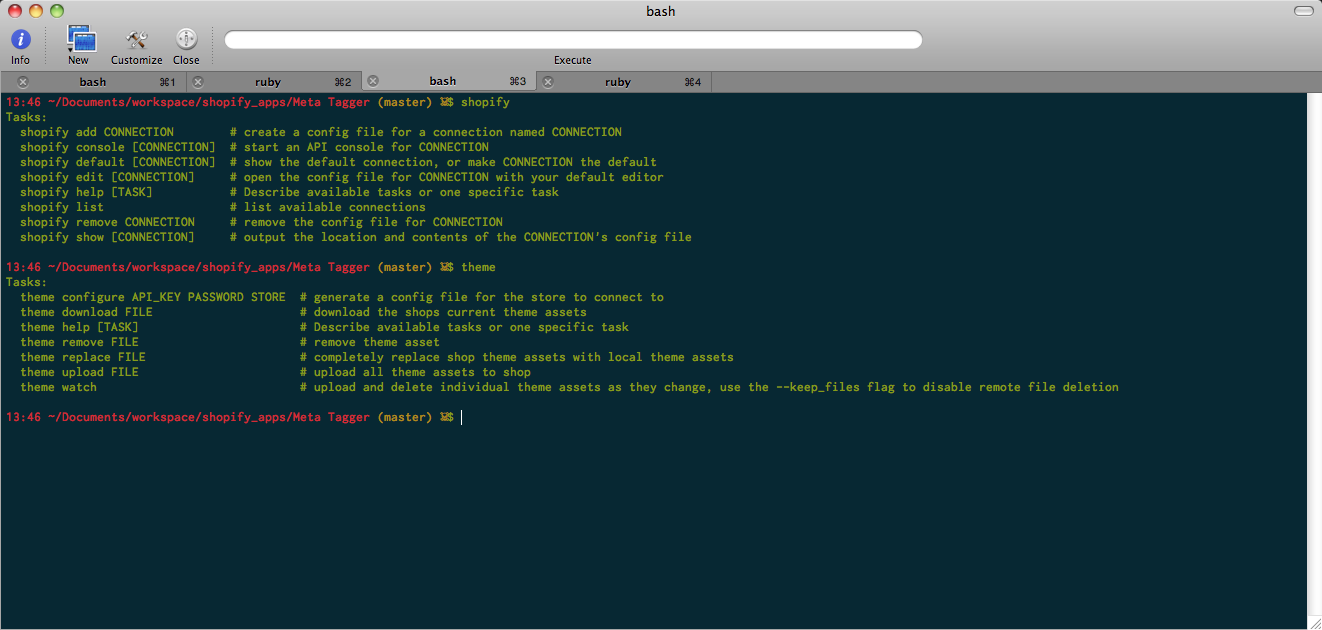 bash
Info New Customize Close Execute
bash ⌘1 ruby ⌘2 bash ⌘3 ruby ⌘4
13:46 ~/Documents/workspace/shopify_apps/Meta Tagger (master) $ shopify
Tasks:
  shopify add CONNECTION        # create a config file for a connection named CONNECTION
  shopify console [CONNECTION]  # start an API console for CONNECTION
  shopify default [CONNECTION]  # show the default connection, or make CONNECTION the default
  shopify edit [CONNECTION]     # open the config file for CONNECTION with your default editor
  shopify help [TASK]           # Describe available tasks or one specific task
  shopify list                  # list available connections
  shopify remove CONNECTION     # remove the config file for CONNECTION
  shopify show [CONNECTION]     # output the location and contents of the CONNECTION's config file
13:46 ~/Documents/workspace/shopify_apps/Meta Tagger (master) $ theme
Tasks:
  theme configure API_KEY PASSWORD STORE  # generate a config file for the store to connect to
  theme download FILE                     # download the shops current theme assets
  theme help [TASK]                       # Describe available tasks or one specific task
  theme remove FILE                       # remove theme asset
  theme replace FILE                      # completely replace shop theme assets with local theme assets
  theme upload FILE                       # upload all theme assets to shop
  theme watch                             # upload and delete individual theme assets as they change, use the --keep_files flag to disable remote file deletion
13:46 ~/Documents/workspace/shopify_apps/Meta Tagger (master) $